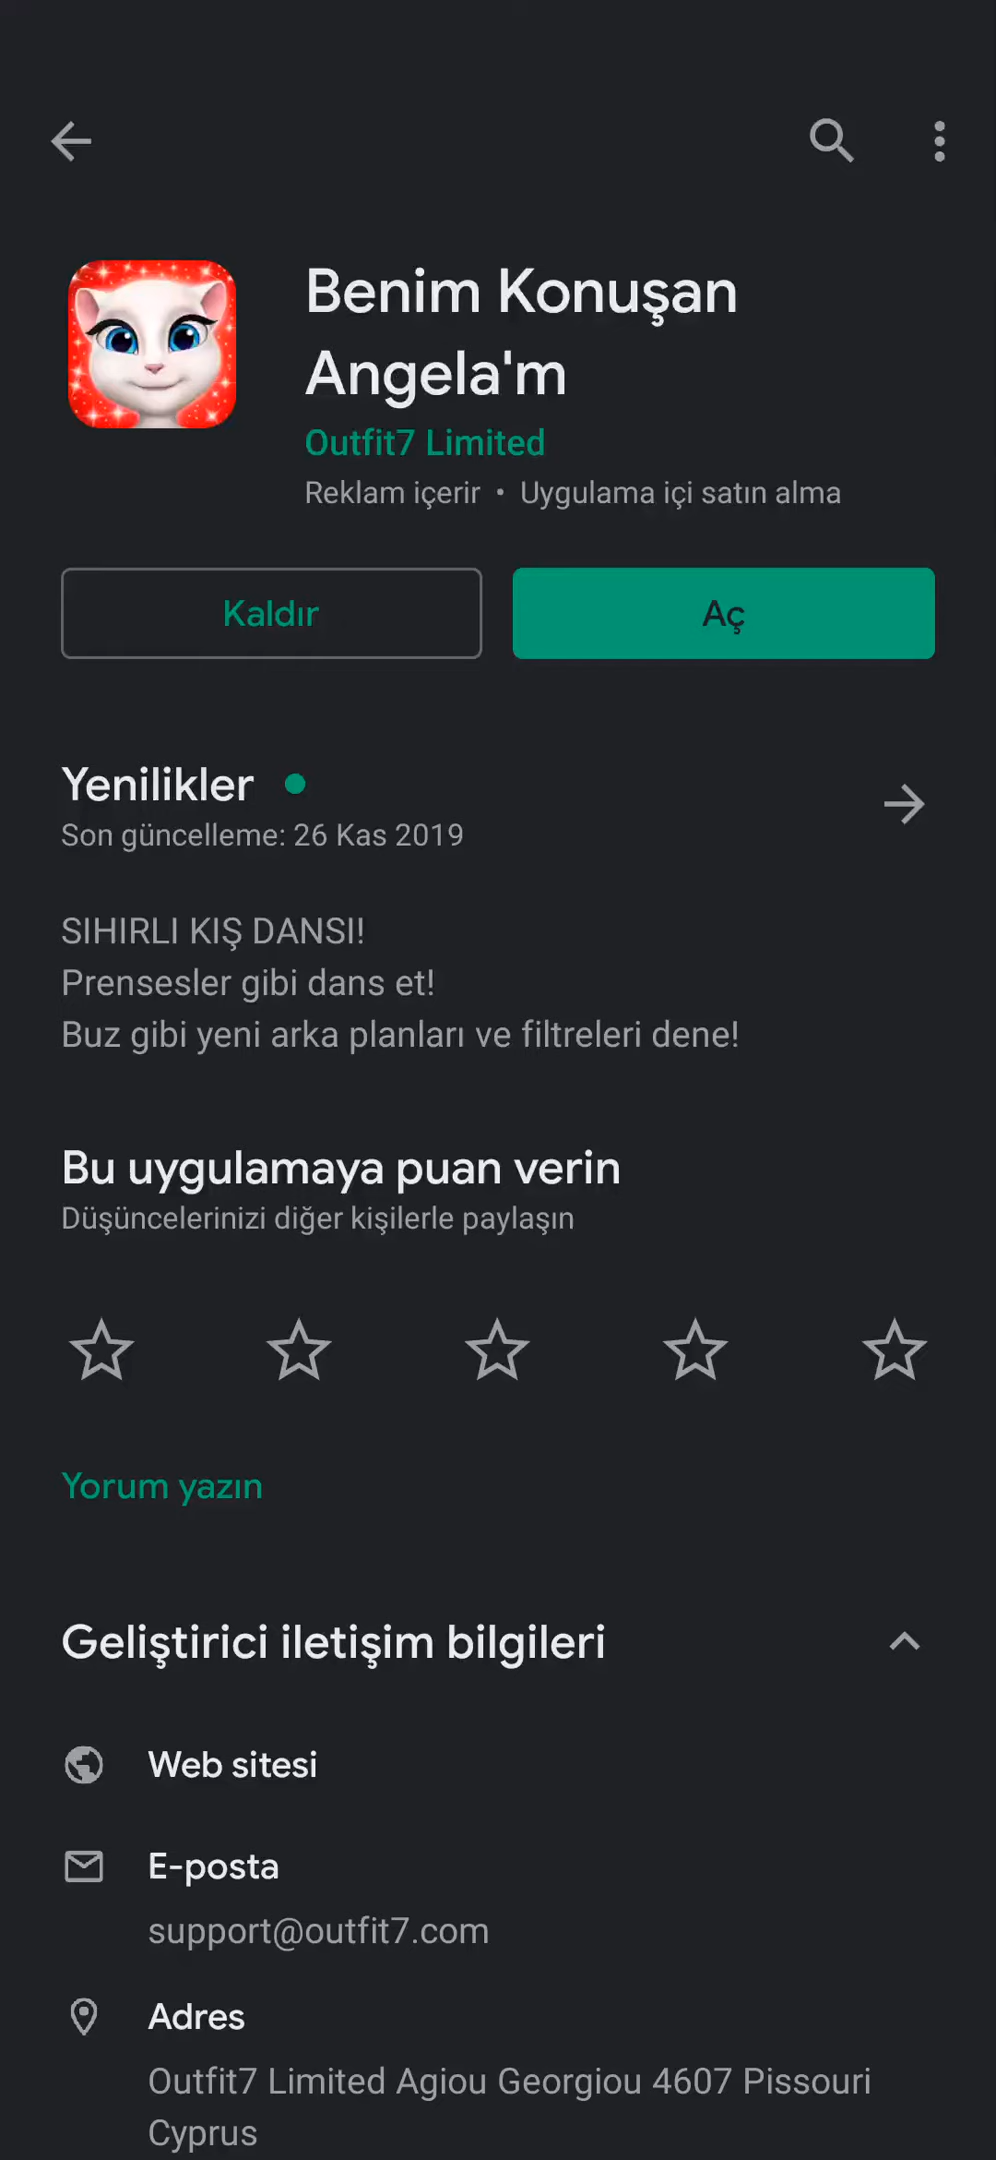 Benim Konuşan
Angela'm
Outfit7 Limited
Reklam içerir • Uygulama içi satın alma
Kaldır
Aç
Yenilikler
Son güncelleme: 26 Kas 2019
SIHIRLI KIŞ DANSI!
Prensesler gibi dans et!
Buz gibi yeni arka planları ve filtreleri dene!
Bu uygulamaya puan verin
Düşüncelerinizi diğer kişilerle paylaşın
Yorum yazın
Geliştirici iletişim bilgileri
Web sitesi
E-posta
support@outfit7.com
Adres
Outfit7 Limited Agiou Georgiou 4607 Pissouri
Cyprus